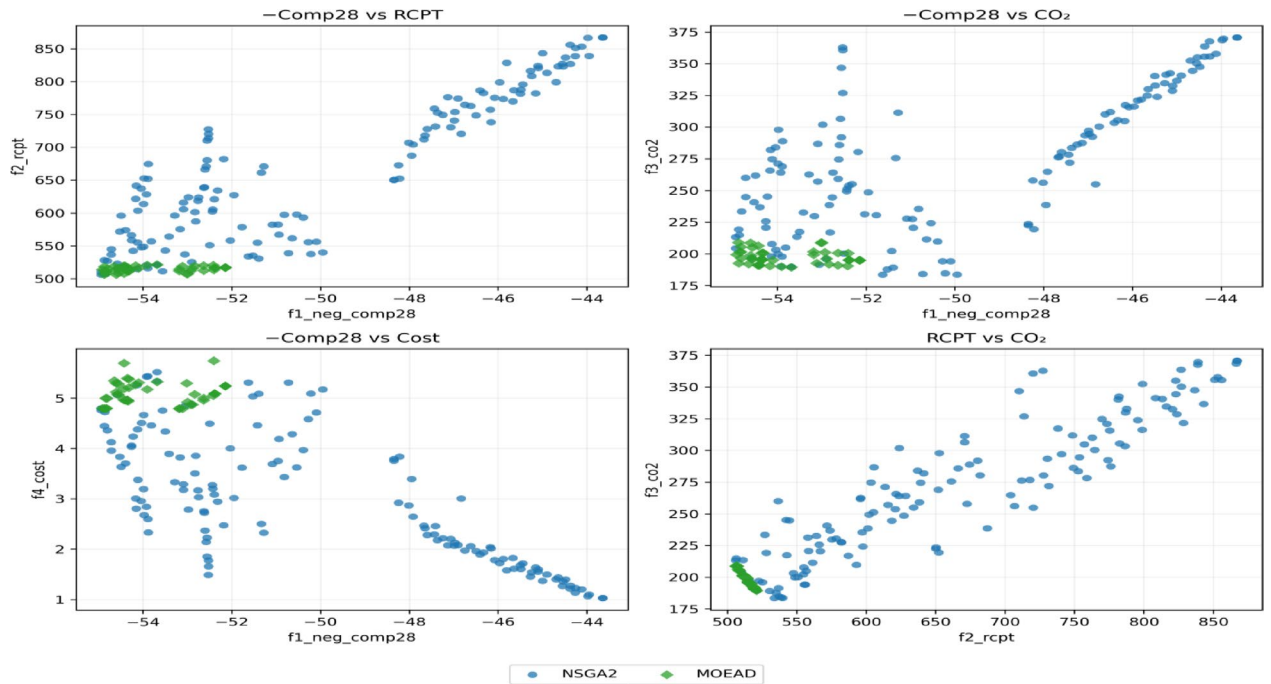 −Comp28 vs RCPT
850
800
750
700
650
600
550
500
f2_rcpt
−54 −52 −50 −48 −46 −44
f1_neg_comp28
−Comp28 vs CO₂
375
350
325
300
275
250
225
200
175
f3_co2
−54 −52 −50 −48 −46 −44
f1_neg_comp28
−Comp28 vs Cost
5
4
3
2
1
f4_cost
−54 −52 −50 −48 −46 −44
f1_neg_comp28
RCPT vs CO₂
375
350
325
300
275
250
225
200
175
f3_co2
500 550 600 650 700 750 800 850
f2_rcpt
NSGA2 MOEAD